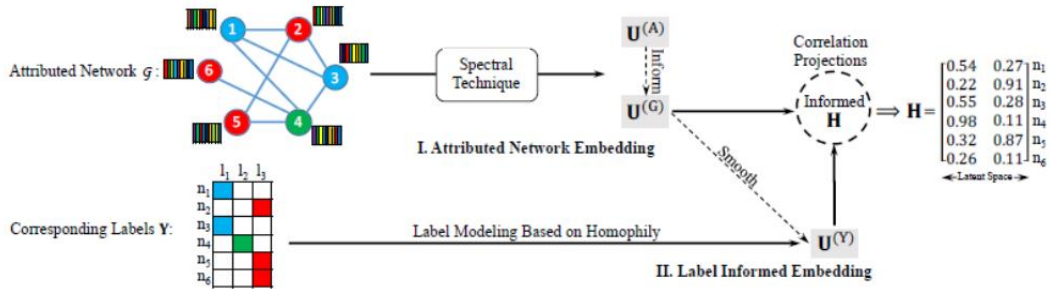 Attributed Network 𝒢:
1
2
3
6
5
4
Spectral
Technique
U(A)
Inform
U(G)
I. Attributed Network Embedding
Correlation
Projections
Informed
H
⇒ H =
0.54 0.27 n1
0.22 0.91 n2
0.55 0.28 n3
0.98 0.11 n4
0.32 0.87 n5
0.26 0.11 n6
Latent Space
Smooth
Corresponding Labels Y:
l1 l2 l3
n1
n2
n3
n4
n5
n6
Label Modeling Based on Homophily
U(Y)
II. Label Informed Embedding